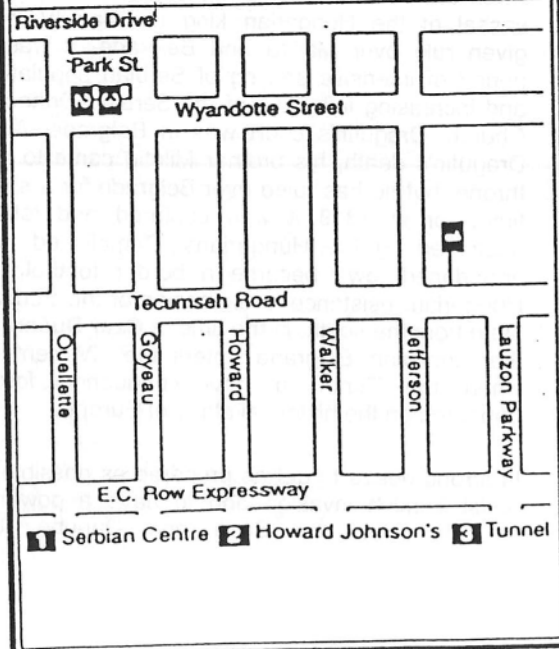 Riverside Drive
Park St.
2 3
Wyandotte Street
1
Tecumseh Road
Ouellette
Goyeau
Howard
Walker
Jefferson
Lauzon Parkway
E.C. Row Expressway
1 Serbian Centre 2 Howard Johnson's 3 Tunnel